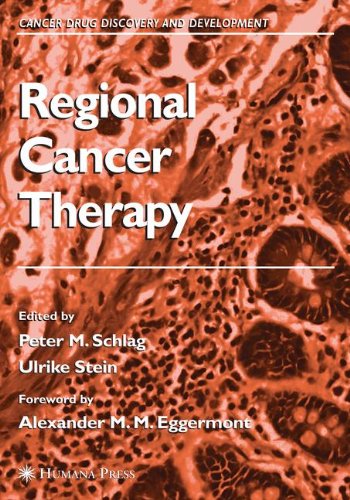 CANCER DRUG DISCOVERY AND DEVELOPMENT
Regional
Cancer
Therapy
Edited by
Peter M. Schlag
Ulrike Stein
Foreword by
Alexander M. M. Eggermont
HUMANA PRESS